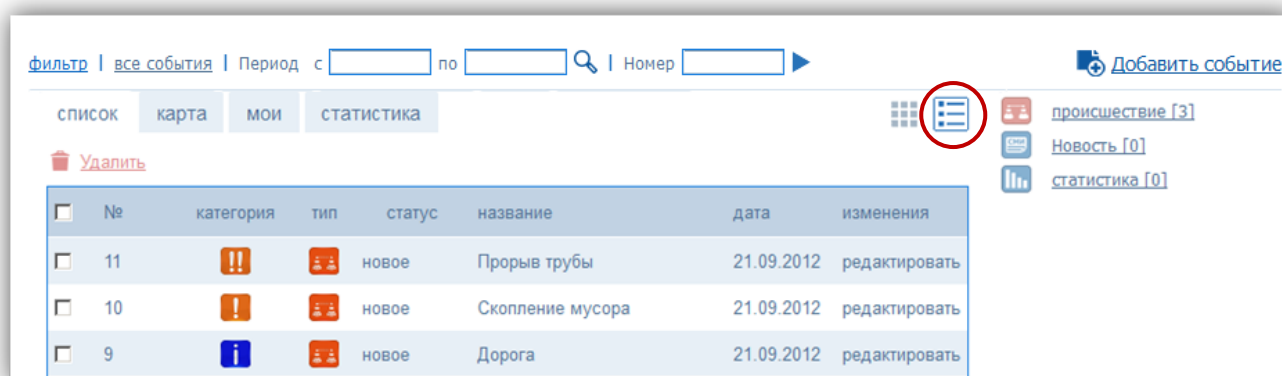 фильтр | все события | Период с по | Номер
Добавить событие
список карта мои статистика
происшествие [3]
Новость [0]
статистика [0]
Удалить
№ категория тип статус название дата изменения
11 !! новое Прорыв трубы 21.09.2012 редактировать
10 ! новое Скопление мусора 21.09.2012 редактировать
9 i новое Дорога 21.09.2012 редактировать